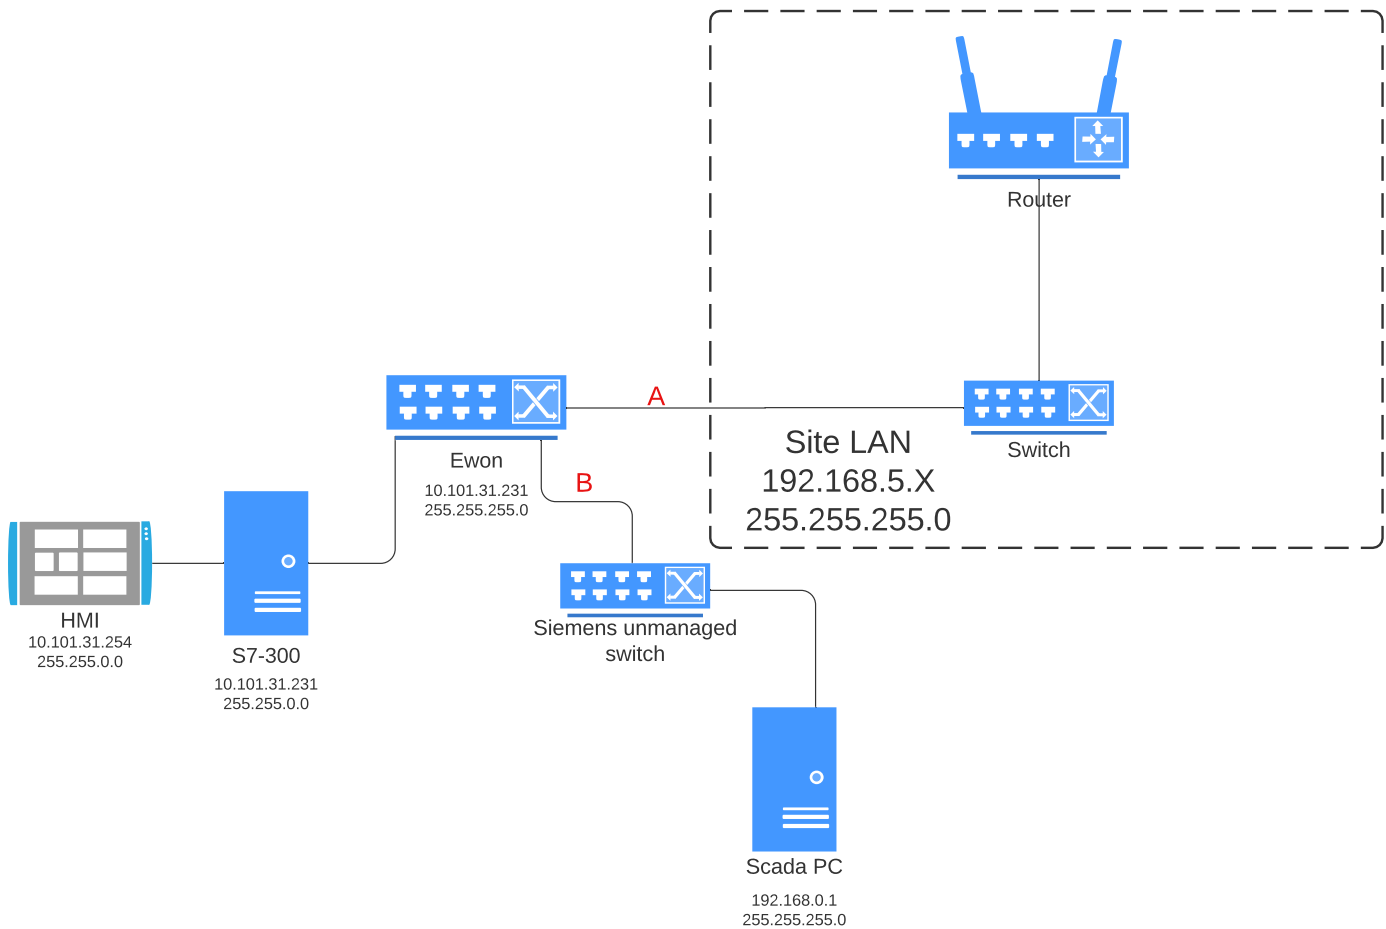 Router
A
Site LAN
192.168.5.X
255.255.255.0
Switch
Ewon
10.101.31.231
255.255.255.0
B
HMI
10.101.31.254
255.255.0.0
S7-300
10.101.31.231
255.255.0.0
Siemens unmanaged
switch
Scada PC
192.168.0.1
255.255.255.0